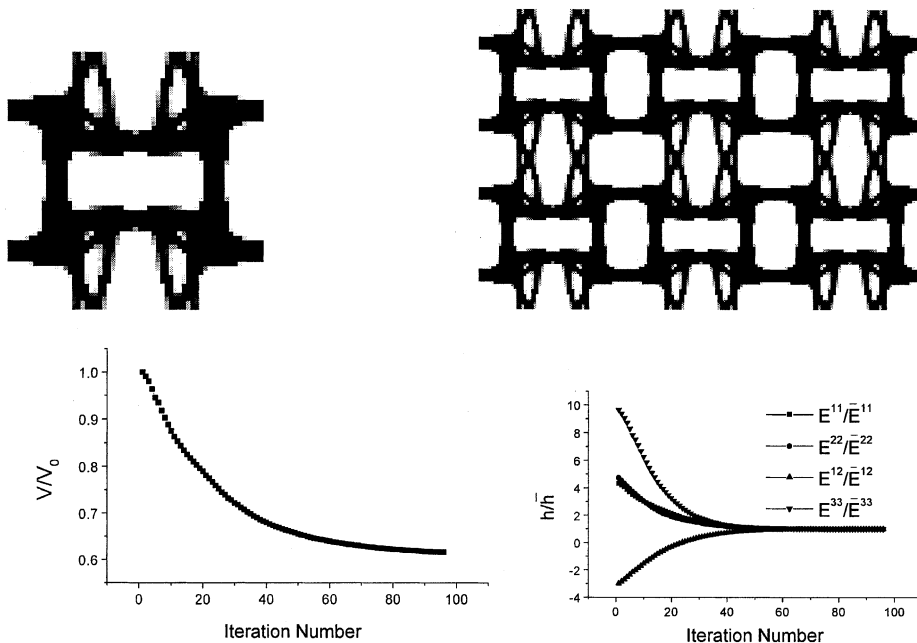 1.0
0.9
0.8
0.7
0.6
V/V₀
0 20 40 60 80 100
Iteration Number
10
8
6
4
2
0
-2
-4
h/h̄
E¹¹/Ē¹¹
E²²/Ē²²
E¹²/Ē¹²
E³³/Ē³³
0 20 40 60 80 100
Iteration Number